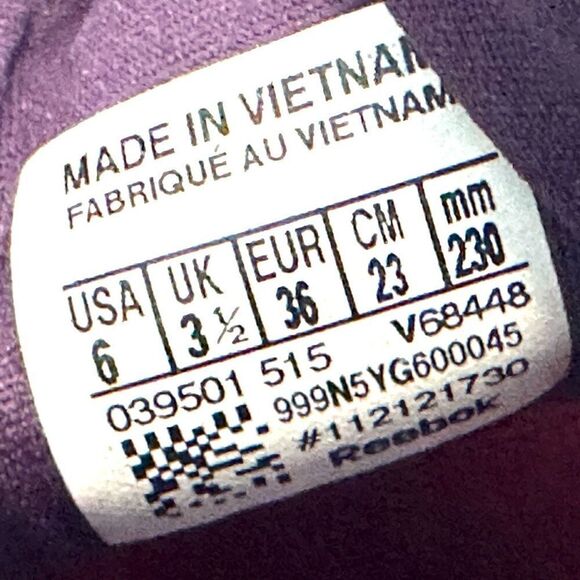 MADE IN VIETNAM
FABRIQUÉ AU VIETNAM
USA UK EUR CM mm
6 3 ½ 36 23 230
039501 515 V68448
999N5YG600045
#112121730
Reebok